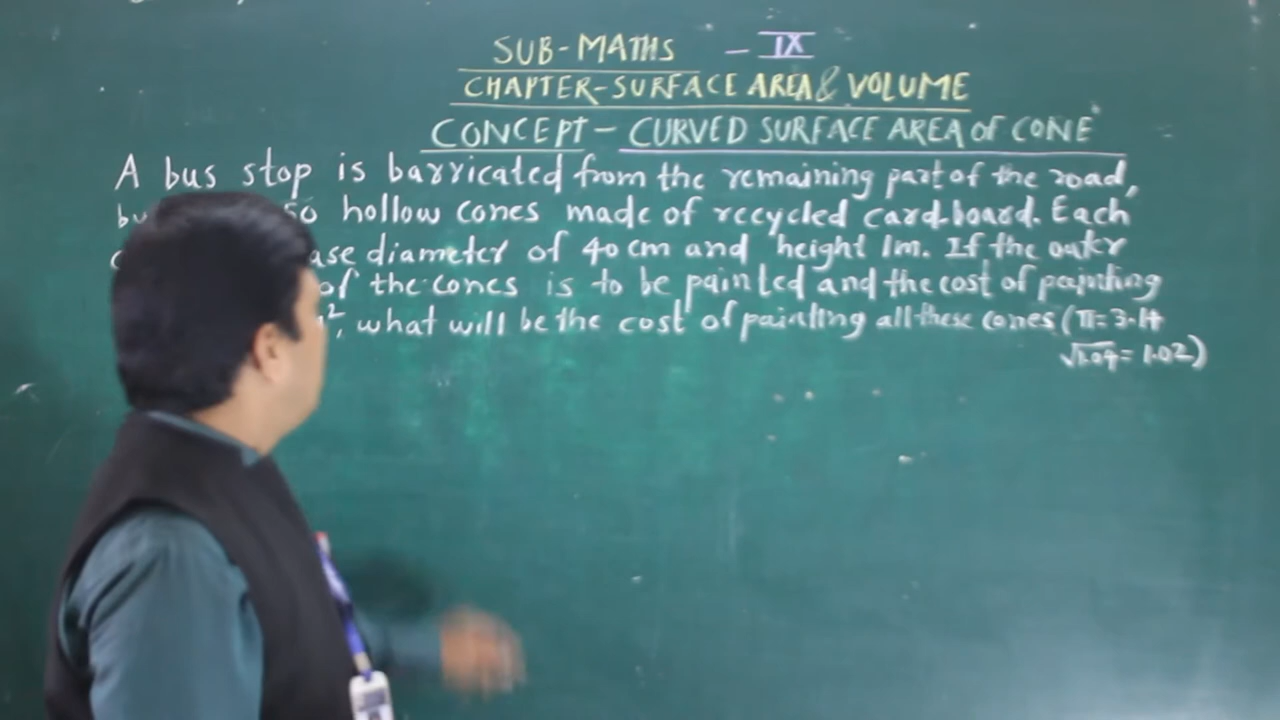 SUB-MATHS - IX
CHAPTER-SURFACE AREA & VOLUME
CONCEPT - CURVED SURFACE AREA of CONE
A bus stop is barricated from the remaining part of the road,
50 hollow cones made of recycled card-board. Each
diameter of 40 cm and height 1m. If the outer
of the cones is to be painted and the cost of painting
what will be the cost of painting all these cones (π = 3.14
√1.04 = 1.02)